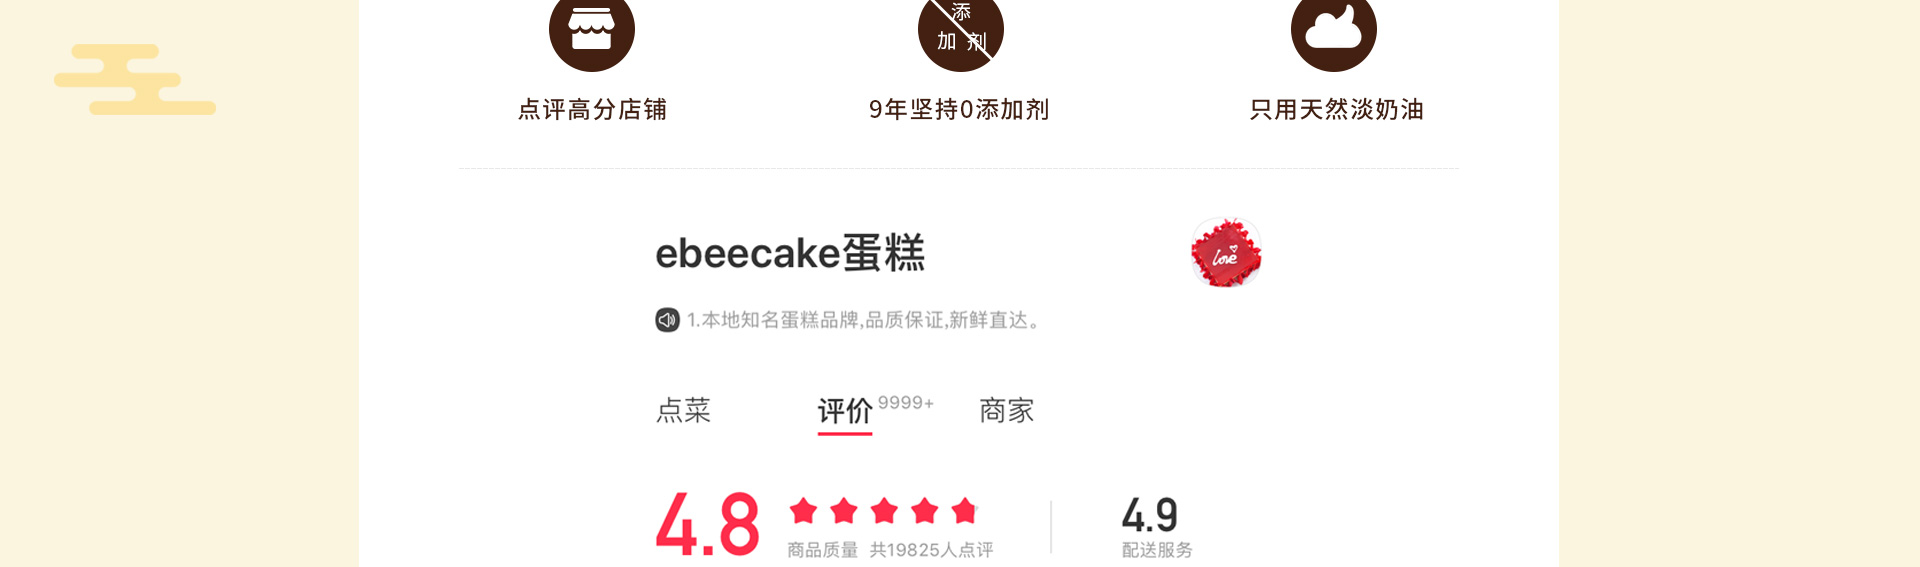 添
加 剂
点评高分店铺
9年坚持0添加剂
只用天然淡奶油
ebeecake蛋糕
love
1.本地知名蛋糕品牌,品质保证,新鲜直达。
点菜
评价 9999+
商家
4.8
商品质量 共19825人点评
4.9
配送服务